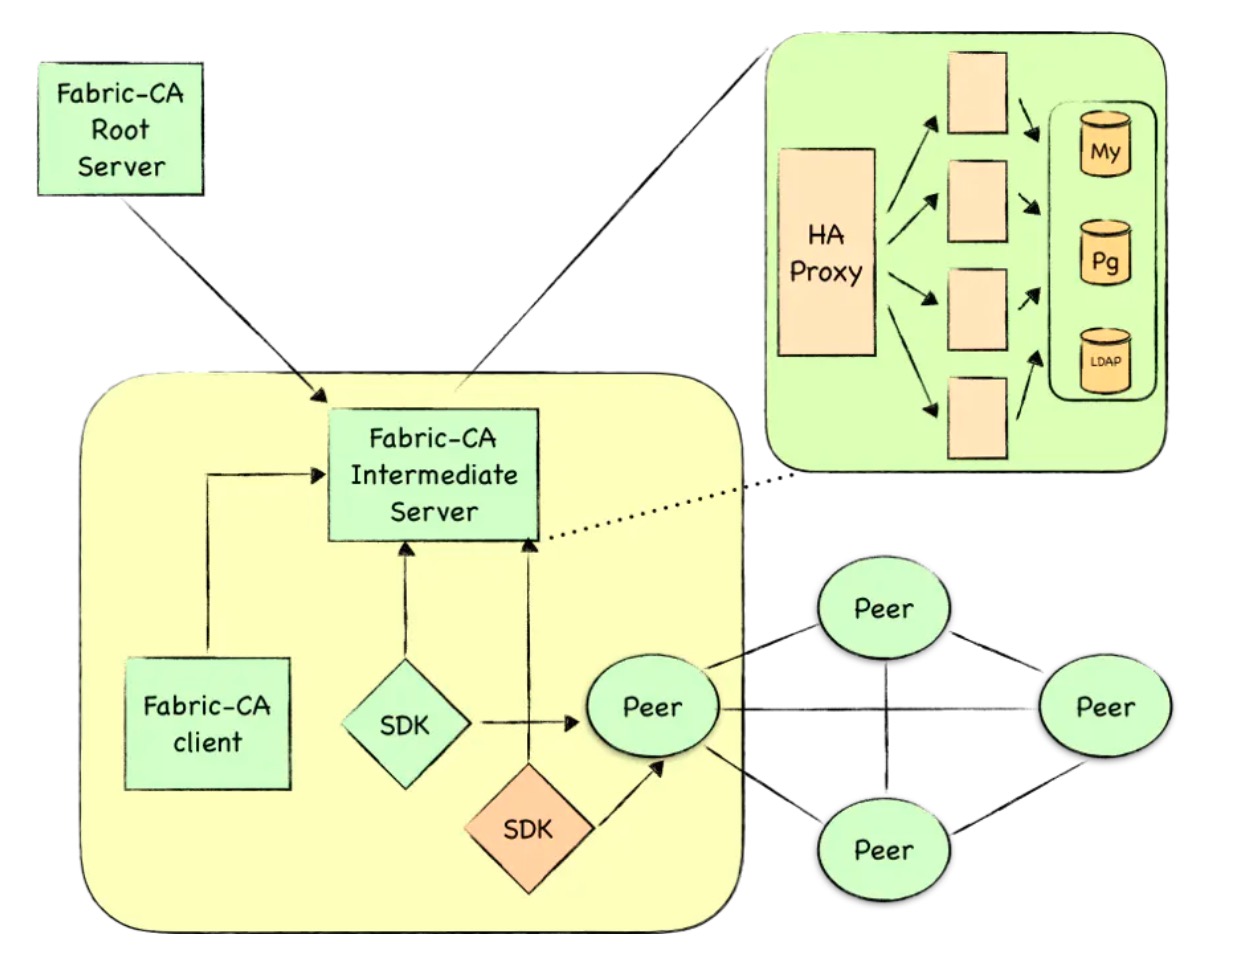 Fabric-CA
Root
Server
HA
Proxy
My
Pg
LDAP
Fabric-CA
Intermediate
Server
Fabric-CA
client
SDK
SDK
Peer
Peer
Peer
Peer